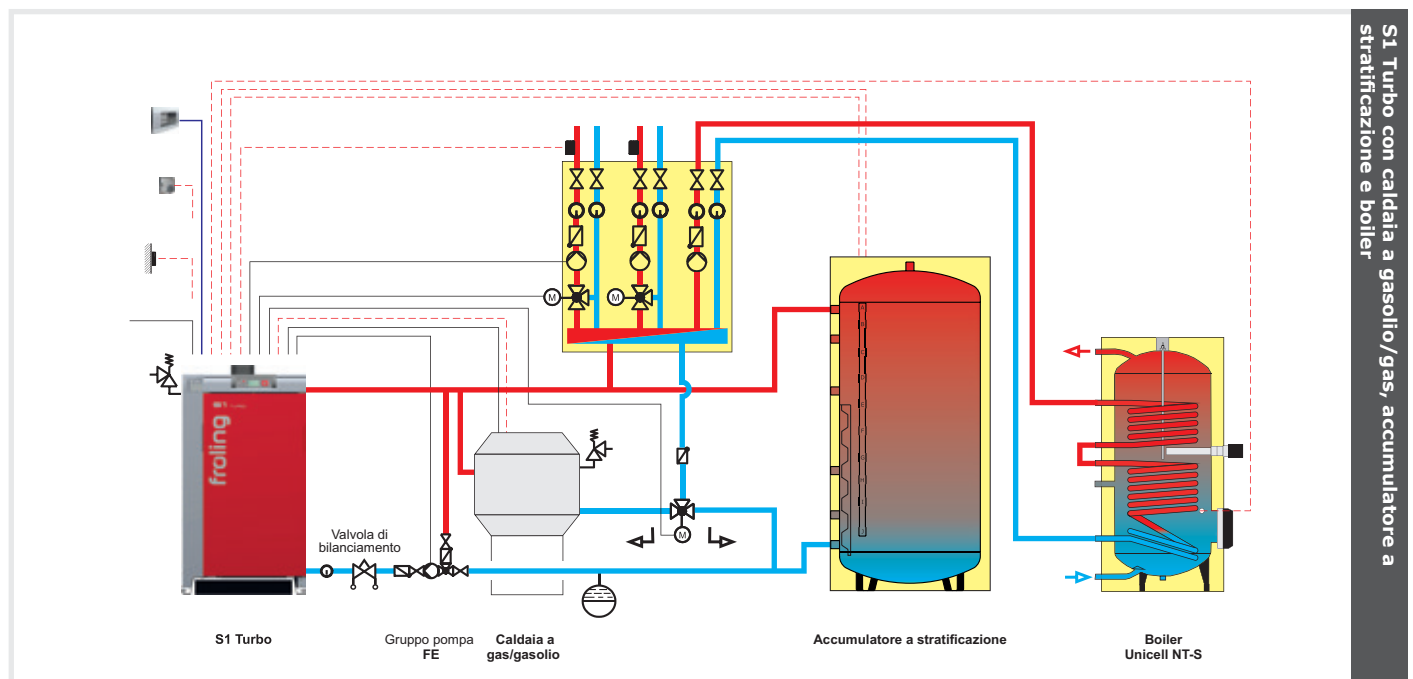 S1 Turbo con caldaia a gasolio/gas, accumulatore a
stratificazione e boiler
M
M
A
B
C
D
E
F
G
H
I
J
A
froling
S1 TURBO
M
Valvola di
bilanciamento
S1 Turbo
Gruppo pompa
FE
Caldaia a
gas/gasolio
Accumulatore a stratificazione
Boiler
Unicell NT-S